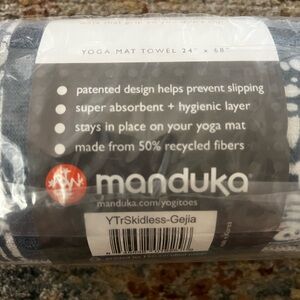 YOGA MAT TOWEL 24" x 68"
patented design helps prevent slipping
super absorbent + hygienic layer
stays in place on your yoga mat
made from 50% recycled fibers
manduka
manduka.com/yogitoes
YTrSkidless-Gejia